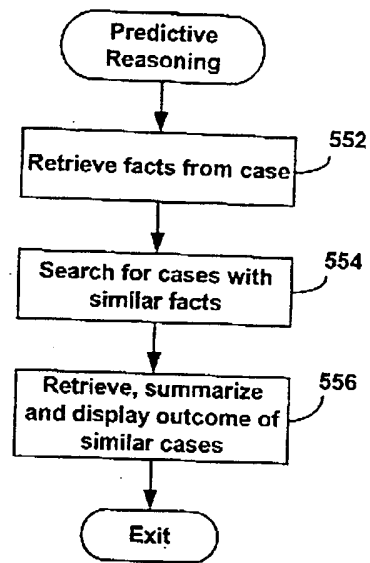 Predictive
Reasoning
552
Retrieve facts from case
554
Search for cases with
similar facts
556
Retrieve, summarize
and display outcome of
similar cases
Exit